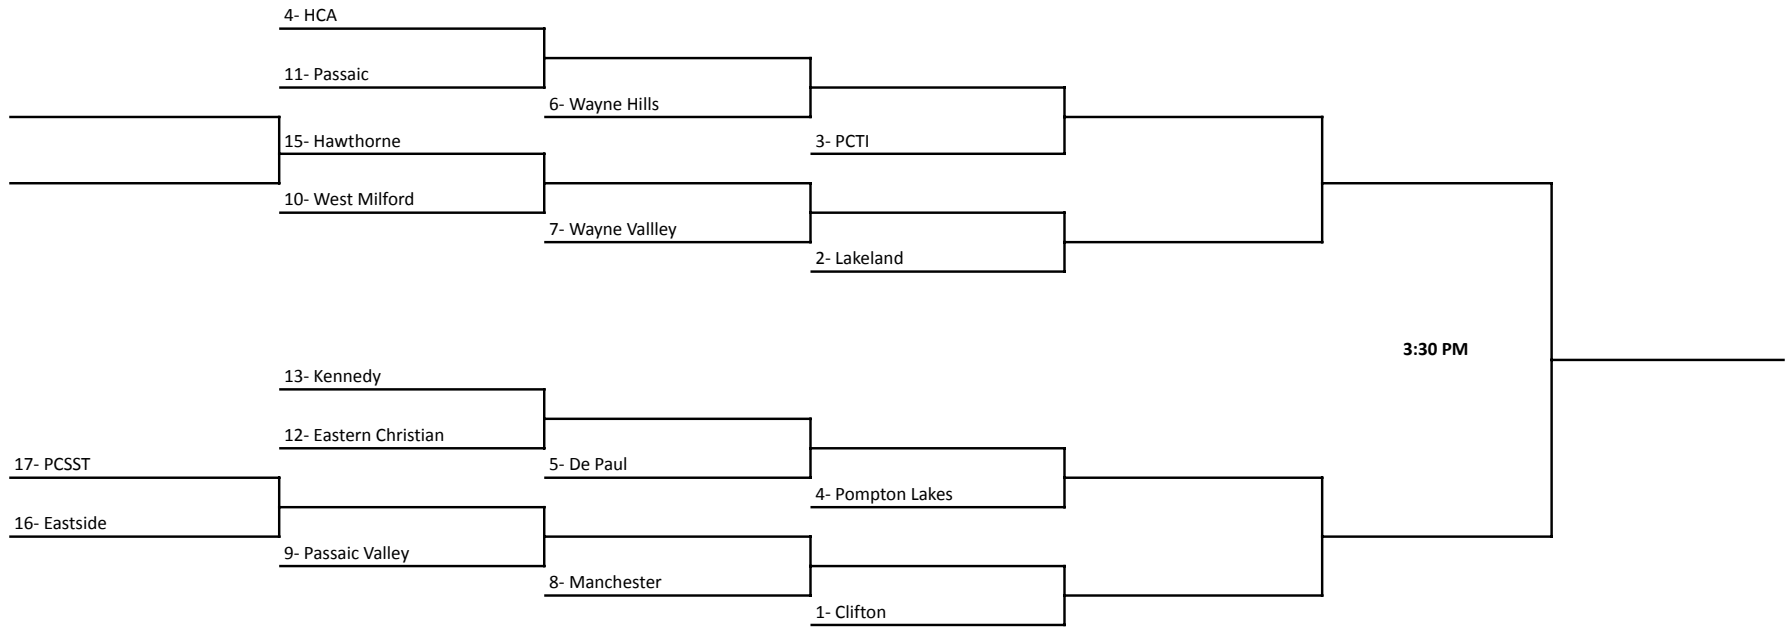 4- HCA
11- Passaic
6- Wayne Hills
15- Hawthorne
3- PCTI
10- West Milford
7- Wayne Vallley
2- Lakeland
3:30 PM
13- Kennedy
12- Eastern Christian
17- PCSST
5- De Paul
4- Pompton Lakes
16- Eastside
9- Passaic Valley
8- Manchester
1- Clifton